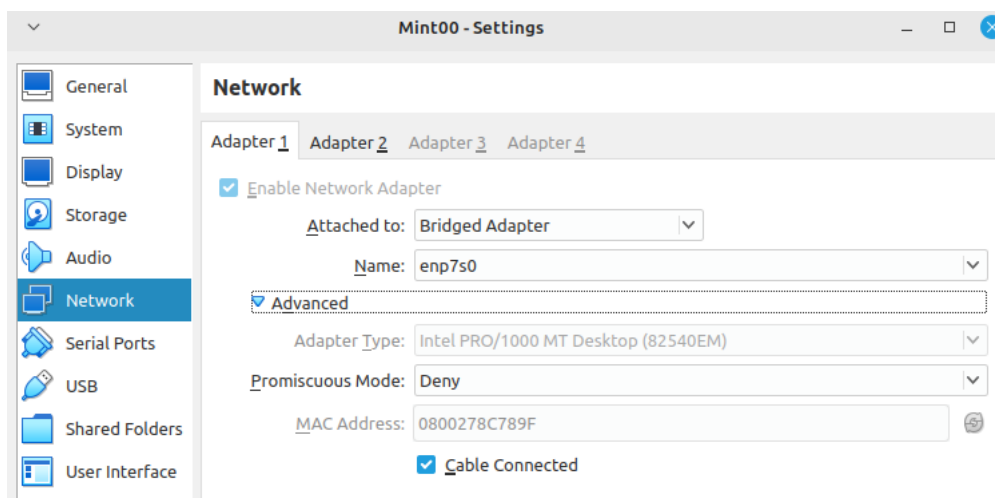 Mint00 - Settings
General
System
Display
Storage
Audio
Network
Serial Ports
USB
Shared Folders
User Interface
Network
Adapter 1 Adapter 2 Adapter 3 Adapter 4
Enable Network Adapter
Attached to: Bridged Adapter
Name: enp7s0
Advanced
Adapter Type: Intel PRO/1000 MT Desktop (82540EM)
Promiscuous Mode: Deny
MAC Address: 0800278C789F
Cable Connected